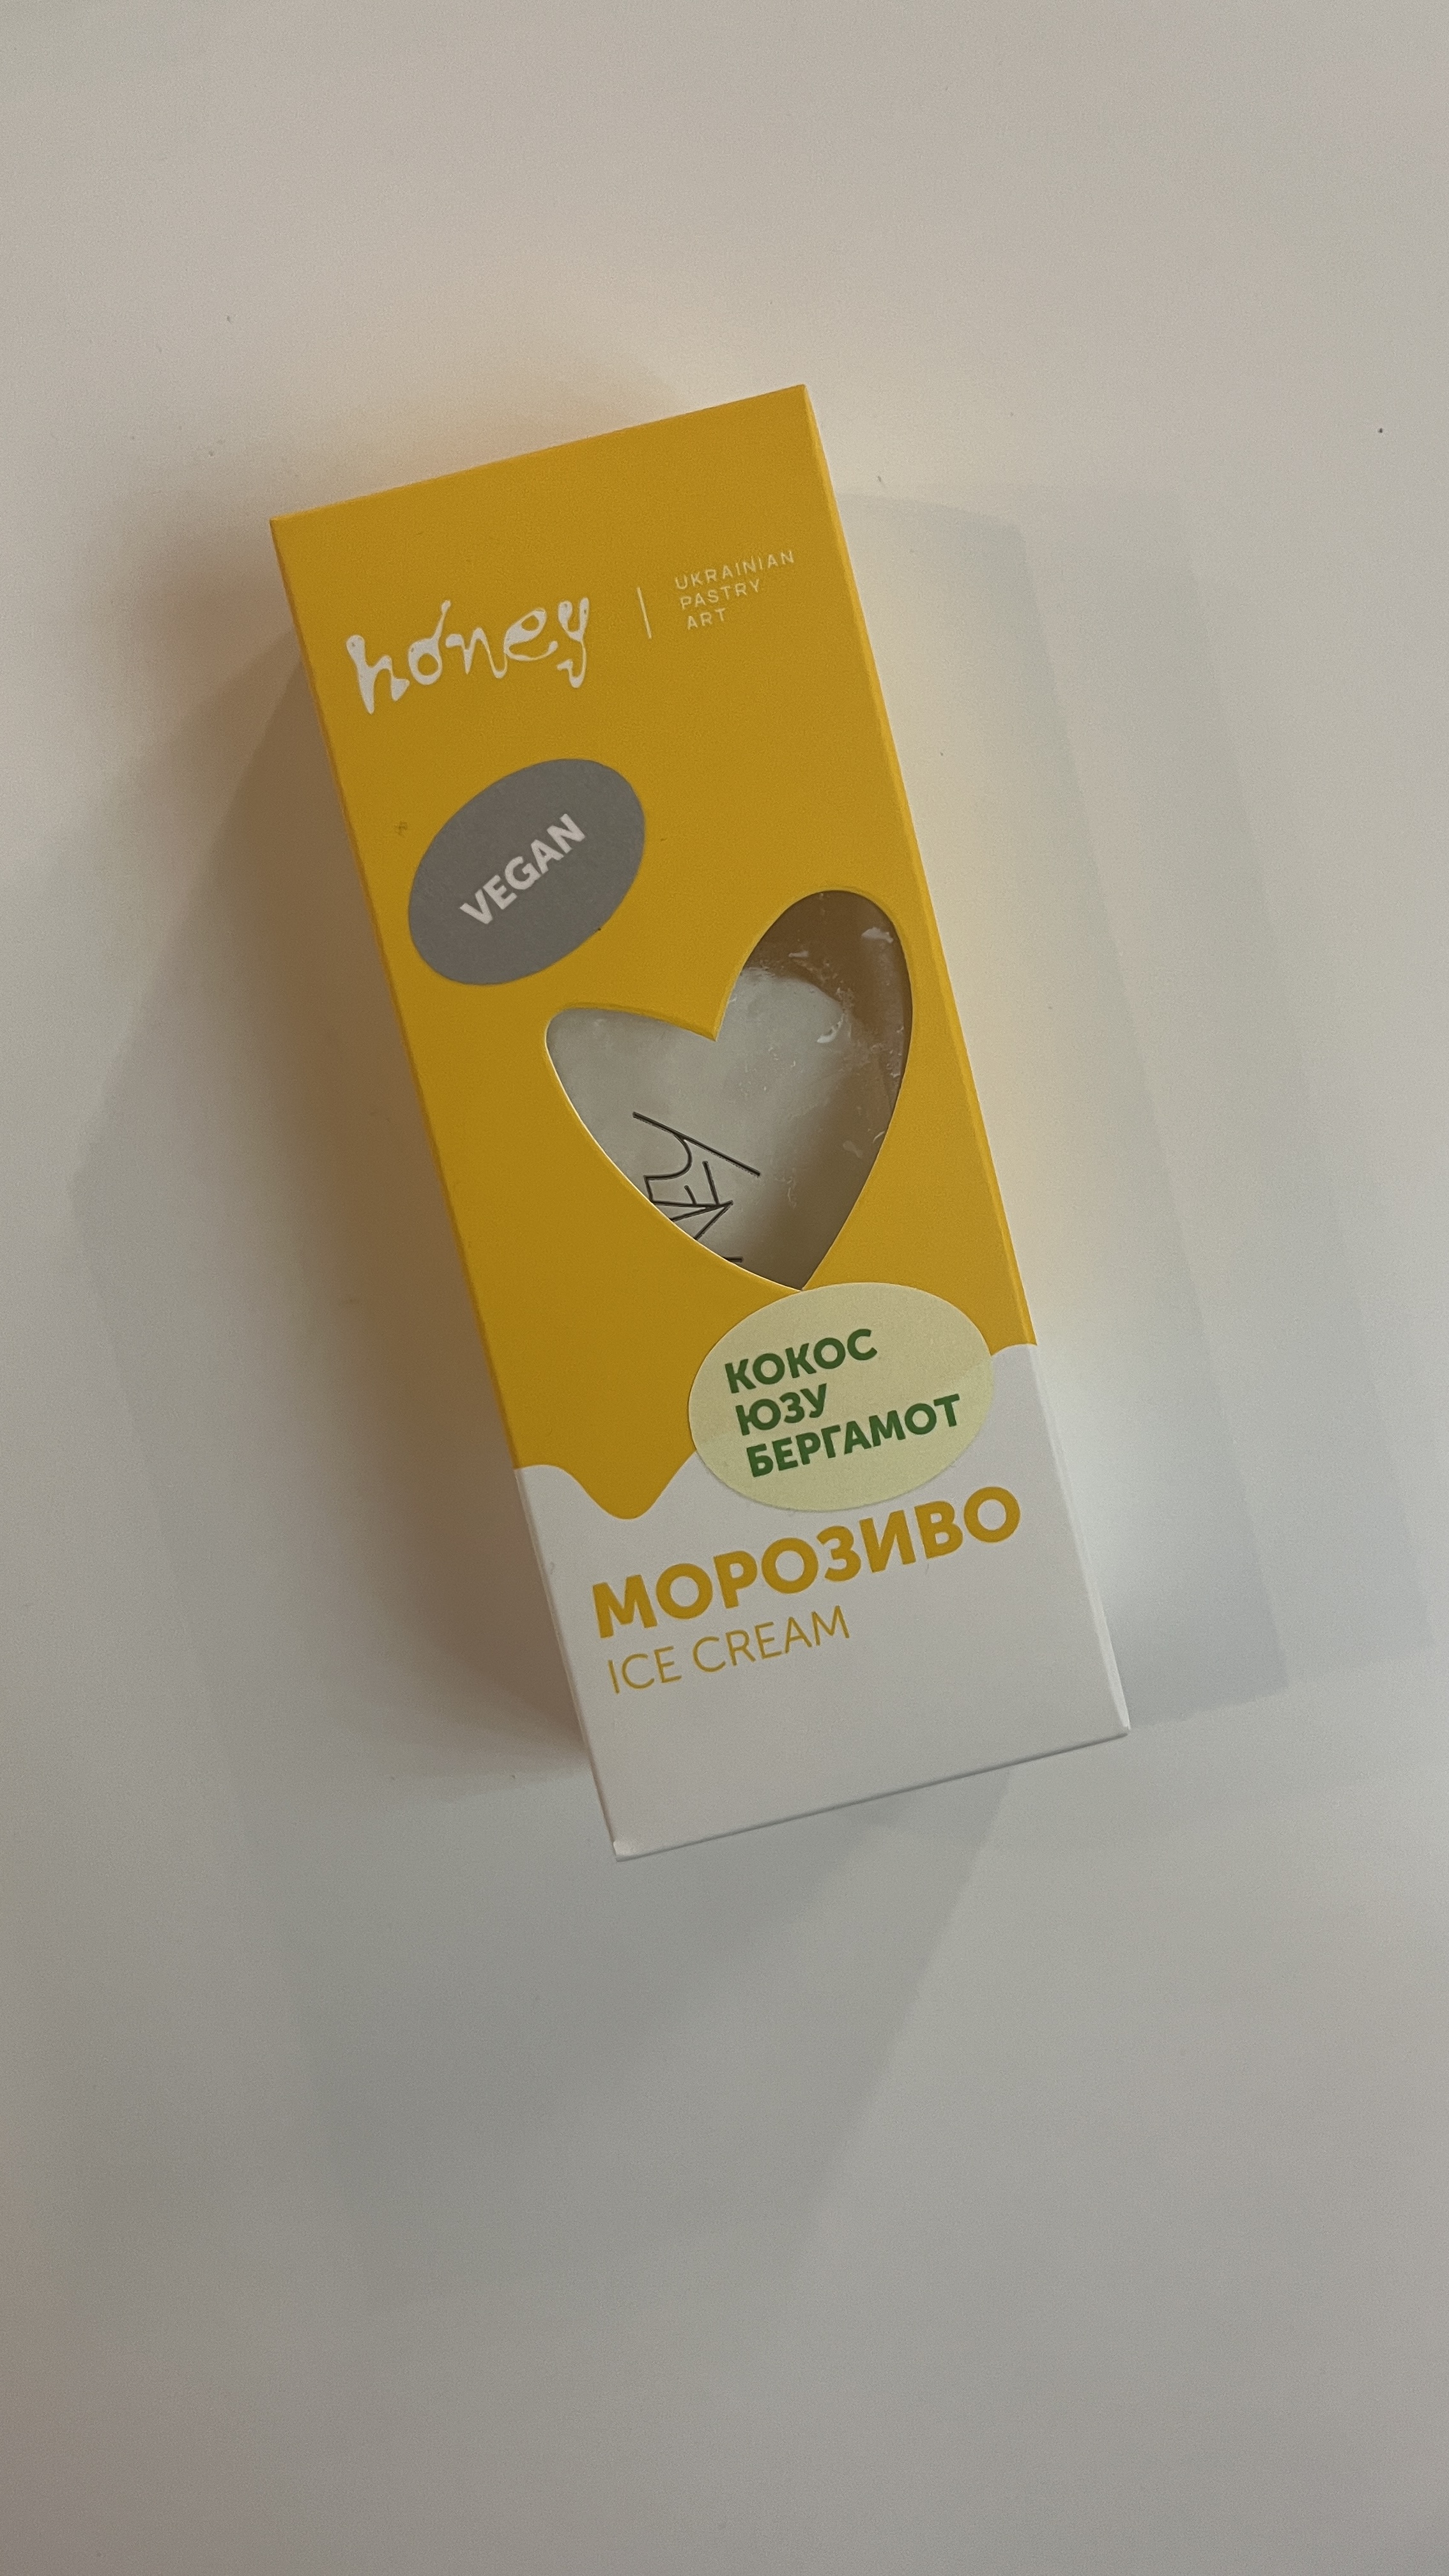 honey
UKRAINIAN
PASTRY
ART
VEGAN
КОКОС
ЮЗУ
БЕРГАМОТ
МОРОЗИВО
ICE CREAM